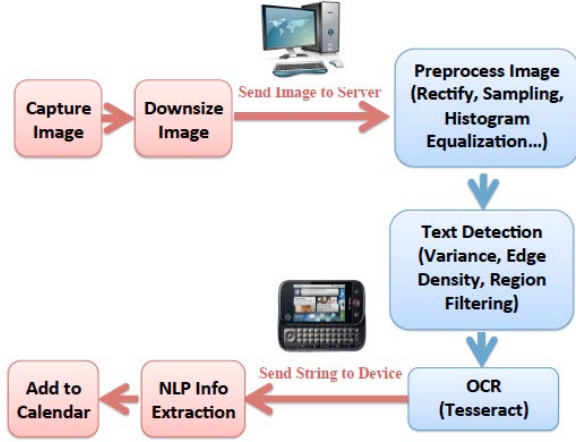 Capture
Image
Downsize
Image
Send Image to Server
Preprocess Image
(Rectify, Sampling,
Histogram
Equalization...)
Text Detection
(Variance, Edge
Density, Region
Filtering)
OCR
(Tesseract)
Send String to Device
NLP Info
Extraction
Add to
Calendar